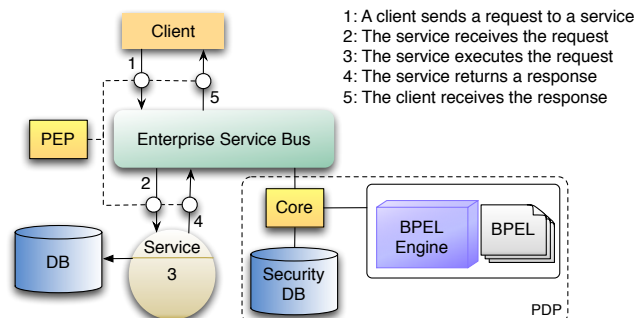 Client
1: A client sends a request to a service
2: The service receives the request
3: The service executes the request
4: The service returns a response
5: The client receives the response
1
5
PEP
Enterprise Service Bus
2
4
Core
BPEL
Engine
BPEL
DB
Service
3
Security
DB
PDP